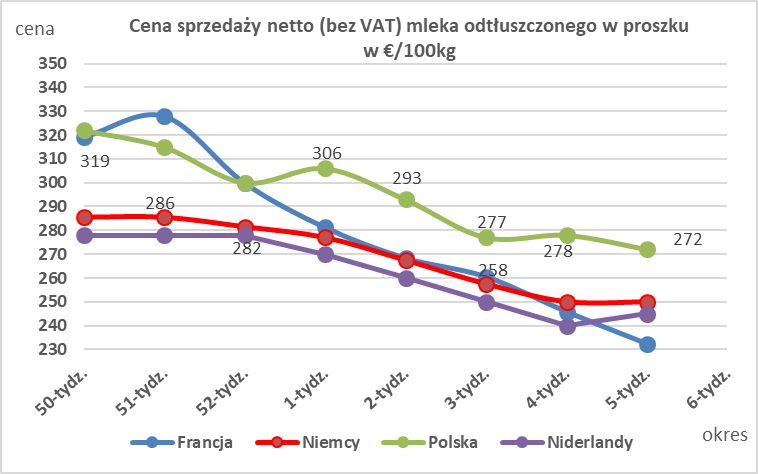 cena
Cena sprzedaży netto (bez VAT) mleka odtłuszczonego w proszku
w €/100kg
350
340
330
320
310
300
290
280
270
260
250
240
230
319
286
282
306
293
277
258
278
272
50-tydz.
51-tydz.
52-tydz.
1-tydz.
2-tydz.
3-tydz.
4-tydz.
5-tydz.
6-tydz.
okres
Francja
Niemcy
Polska
Niderlandy